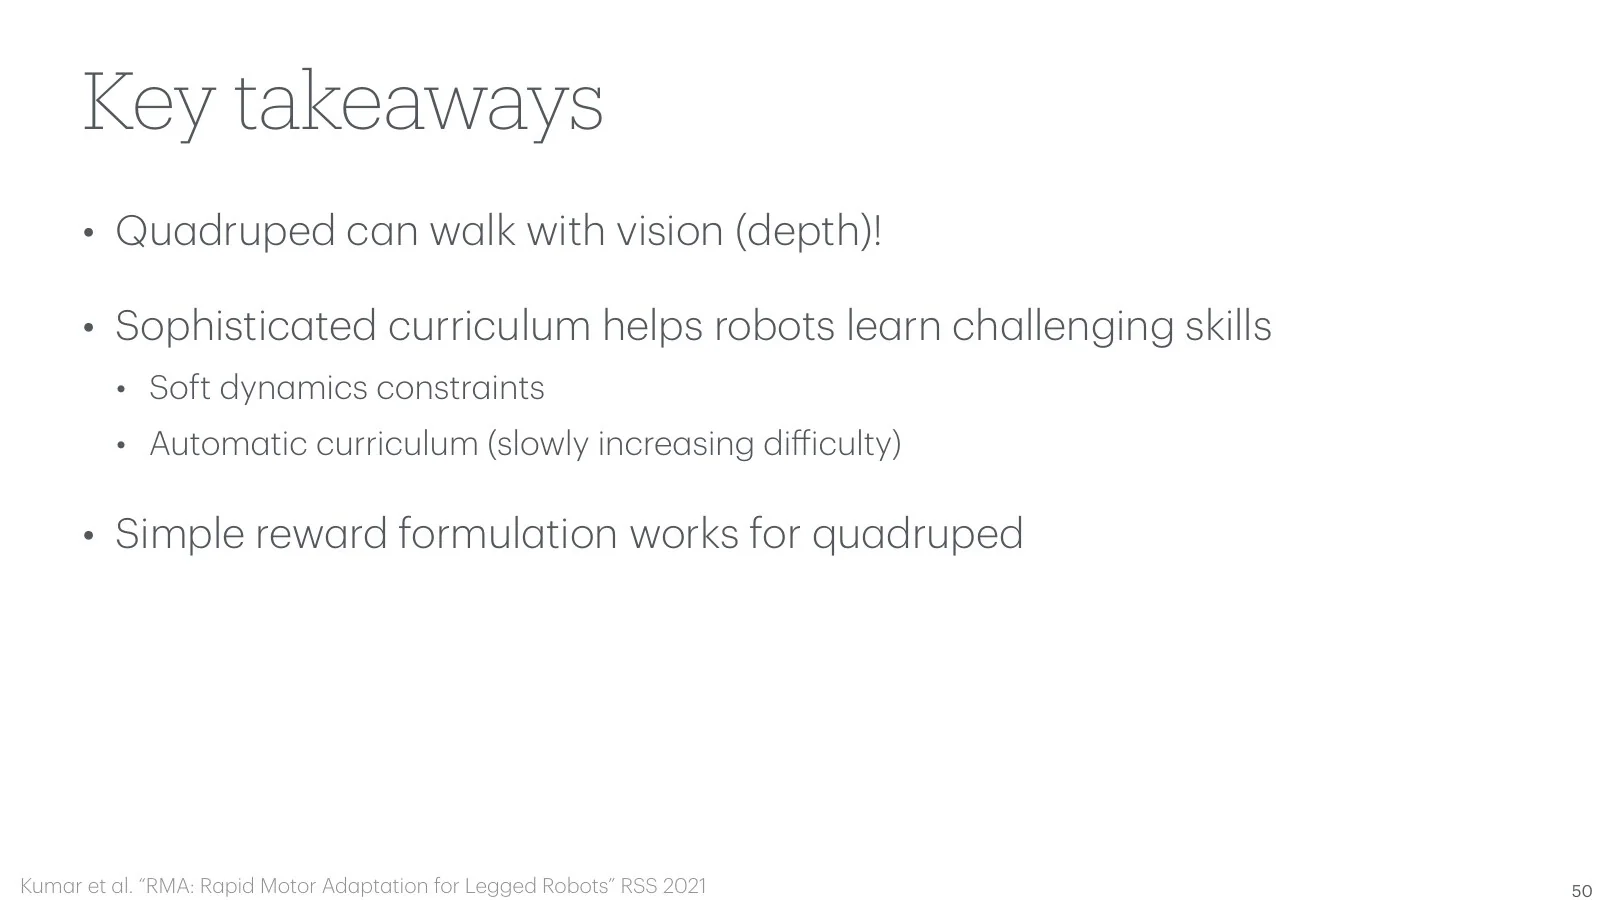 Key takeaways
• Quadruped can walk with vision (depth)!
• Sophisticated curriculum helps robots learn challenging skills
• Soft dynamics constraints
• Automatic curriculum (slowly increasing difficulty)
• Simple reward formulation works for quadruped
Kumar et al. “RMA: Rapid Motor Adaptation for Legged Robots” RSS 2021
50